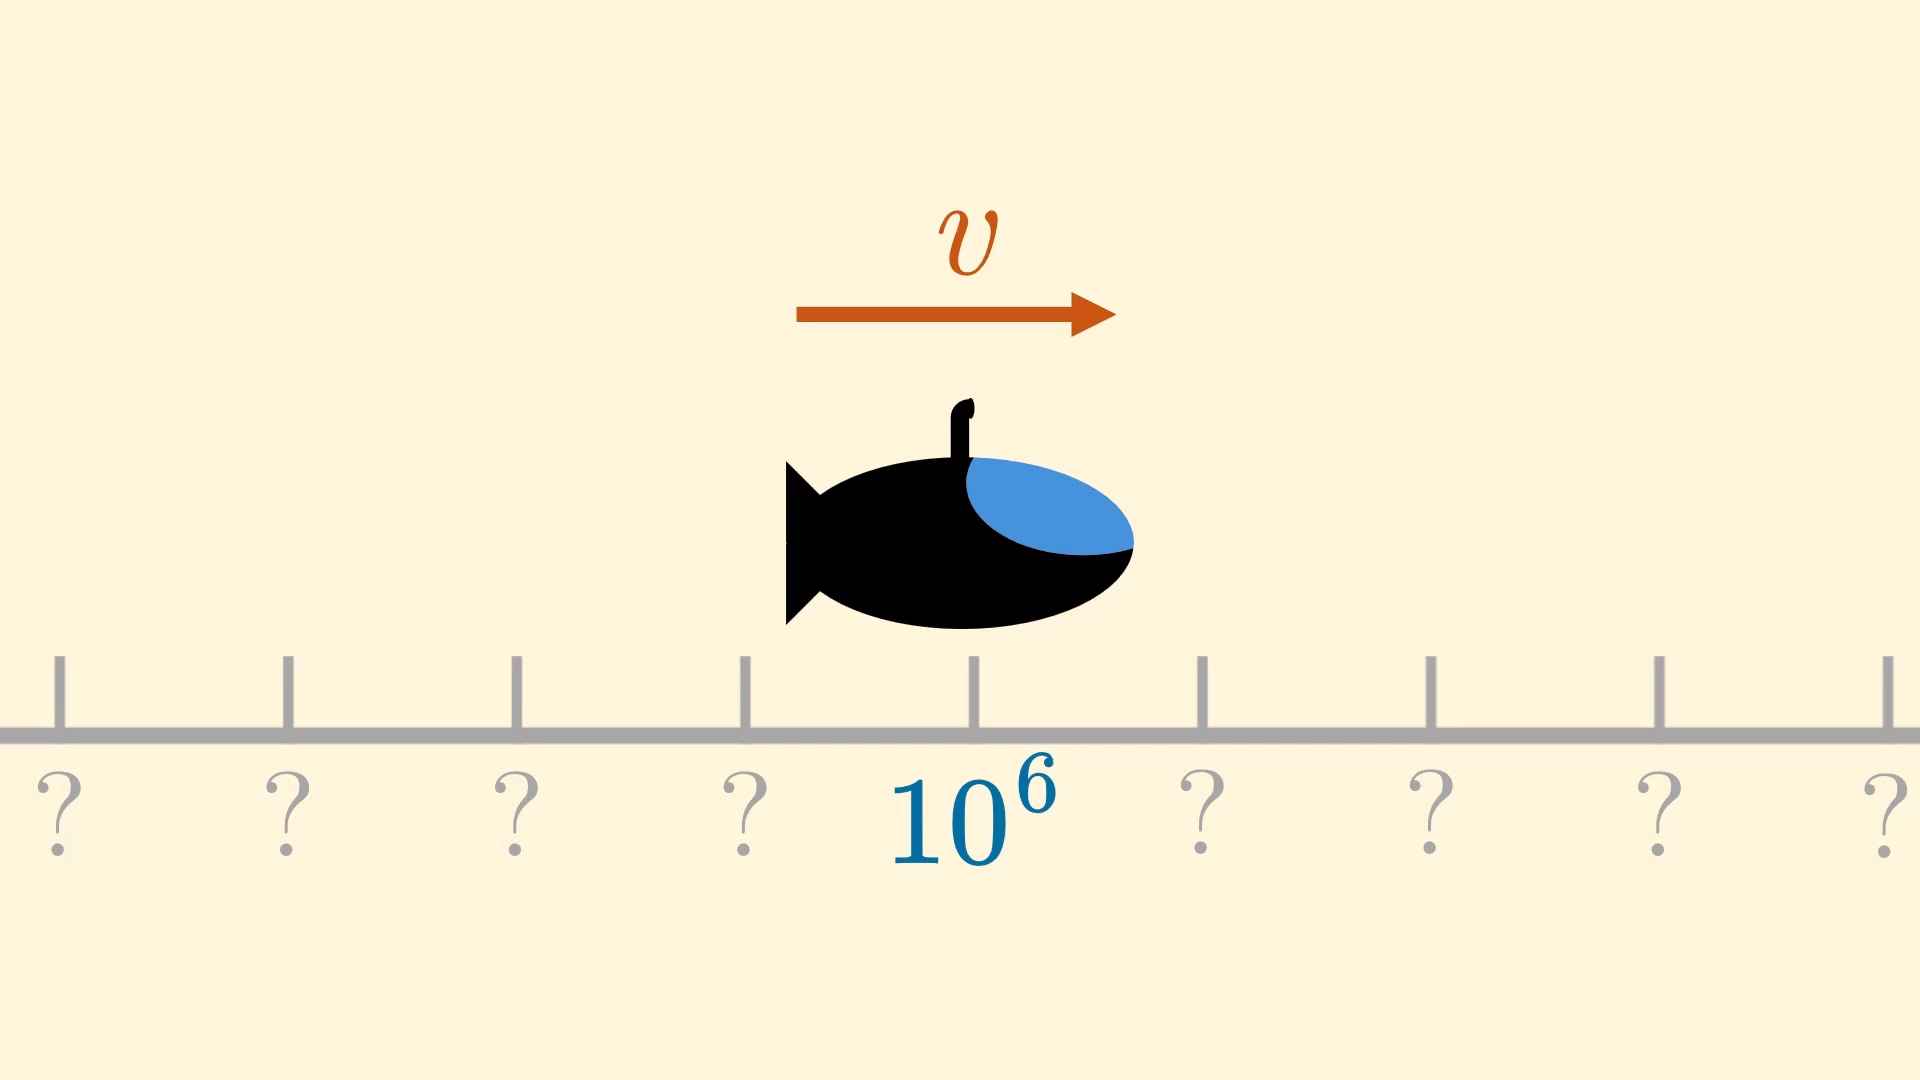 v
? ? ? ? 10⁶ ? ? ? ?